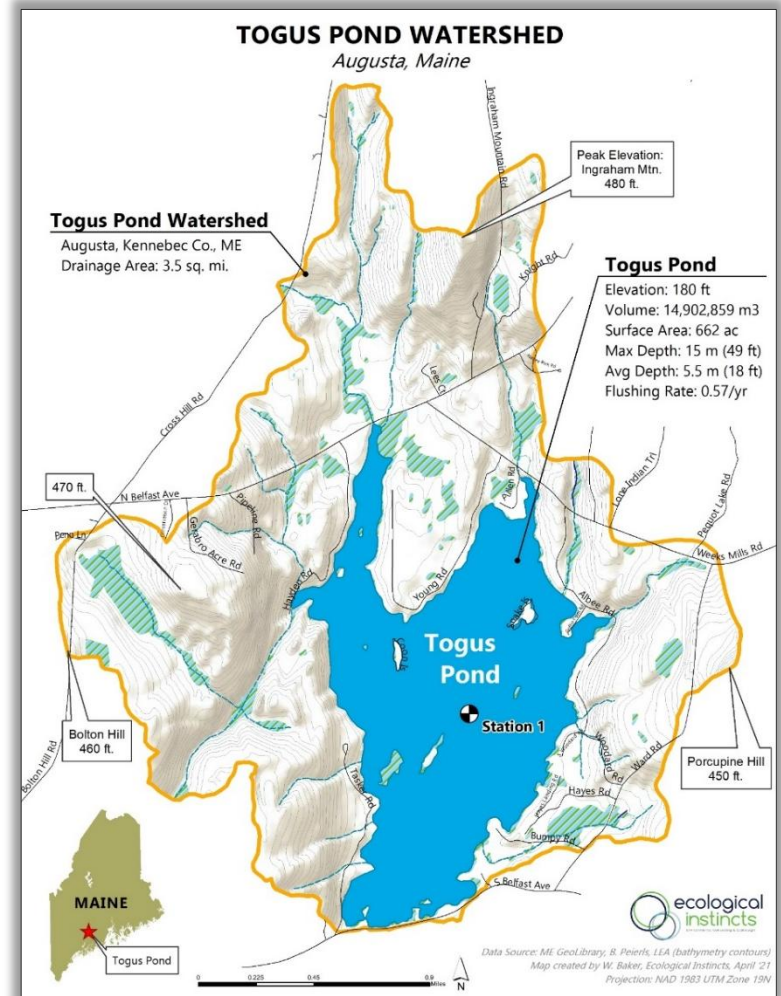 TOGUS POND WATERSHED
Augusta, Maine
Ingraham Mountain Rd
Peak Elevation:
Ingraham Mtn.
480 ft.
Togus Pond Watershed
Augusta, Kennebec Co., ME
Drainage Area: 3.5 sq. mi.
Knight Rd
Togus Pond
Elevation: 180 ft
Volume: 14,902,859 m3
Surface Area: 662 ac
Max Depth: 15 m (49 ft)
Avg Depth: 5.5 m (18 ft)
Flushing Rate: 0.57/yr
Lees Ct
Cross Hill Rd
470 ft.
N Belfast Ave
Pipeline Rd
Gerabro Acre Rd
Hayden Rd
Young Rd
Lone Indian Trl
Pequot Lake Rd
Weeks Mills Rd
Albee Rd
Togus
Pond
Station 1
Bolton Hill
460 ft.
Bolton Hill Rd
Tasker Rd
Woodard Rd
Ward Rd
Hayes Rd
Bumpy Rd
S Belfast Ave
Porcupine Hill
450 ft.
MAINE
Togus Pond
0 0.225 0.45 0.9
Miles
N
ecological
instincts
Data Source: ME GeoLibrary, B. Peierls, LEA (bathymetry contours)
Map created by W. Baker, Ecological Instincts, April '21
Projection: NAD 1983 UTM Zone 19N